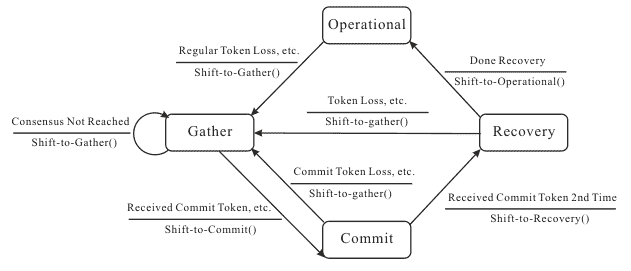 Operational
Regular Token Loss, etc.
Shift-to-Gather()
Done Recovery
Shift-to-Operational()
Token Loss, etc.
Shift-to-gather()
Consensus Not Reached
Shift-to-Gather()
Gather
Recovery
Commit Token Loss, etc.
Shift-to-gather()
Received Commit Token, etc.
Shift-to-Commit()
Received Commit Token 2nd Time
Shift-to-Recovery()
Commit